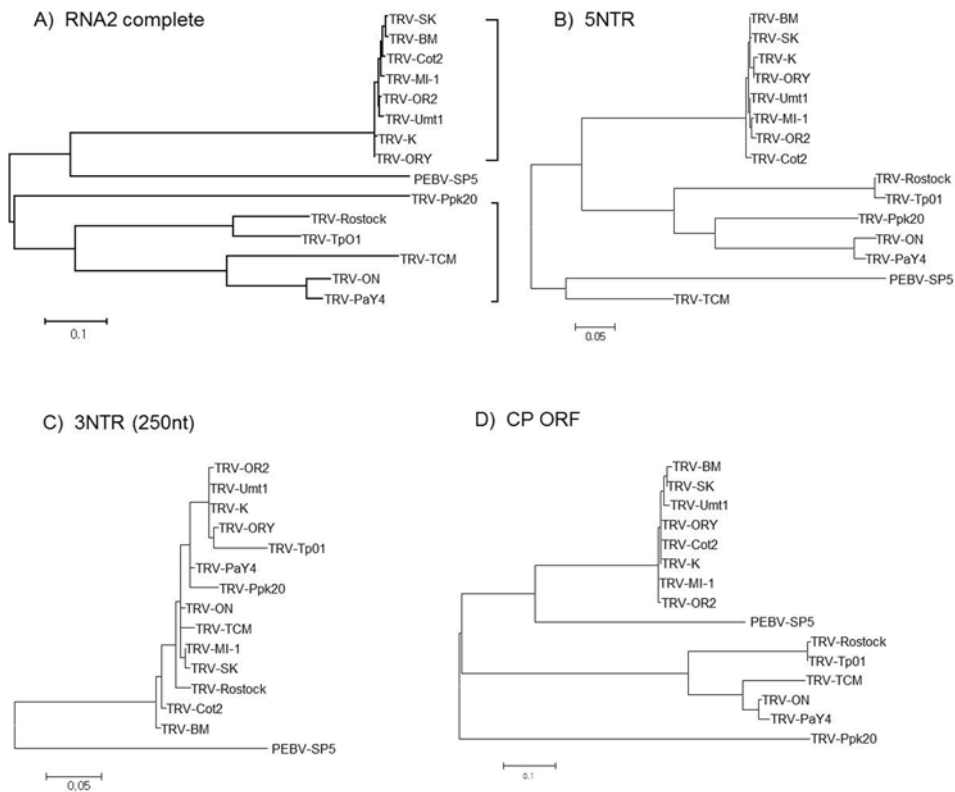 A) RNA2 complete
TRV-SK
TRV-BM
TRV-Cot2
TRV-MI-1
TRV-OR2
TRV-Umt1
TRV-K
TRV-ORY
PEBV-SP5
TRV-Ppk20
TRV-Rostock
TRV-TpO1
TRV-TCM
TRV-ON
TRV-PaY4
0.1
B) 5NTR
TRV-BM
TRV-SK
TRV-K
TRV-ORY
TRV-Umt1
TRV-MI-1
TRV-OR2
TRV-Cot2
TRV-Rostock
TRV-Tp01
TRV-Ppk20
TRV-ON
TRV-PaY4
PEBV-SP5
TRV-TCM
0.05
C) 3NTR (250nt)
TRV-OR2
TRV-Umt1
TRV-K
TRV-ORY
TRV-Tp01
TRV-PaY4
TRV-Ppk20
TRV-ON
TRV-TCM
TRV-MI-1
TRV-SK
TRV-Rostock
TRV-Cot2
TRV-BM
PEBV-SP5
0.05
D) CP ORF
TRV-BM
TRV-SK
TRV-Umt1
TRV-ORY
TRV-Cot2
TRV-K
TRV-MI-1
TRV-OR2
PEBV-SP5
TRV-Rostock
TRV-Tp01
TRV-TCM
TRV-ON
TRV-PaY4
TRV-Ppk20
0.1